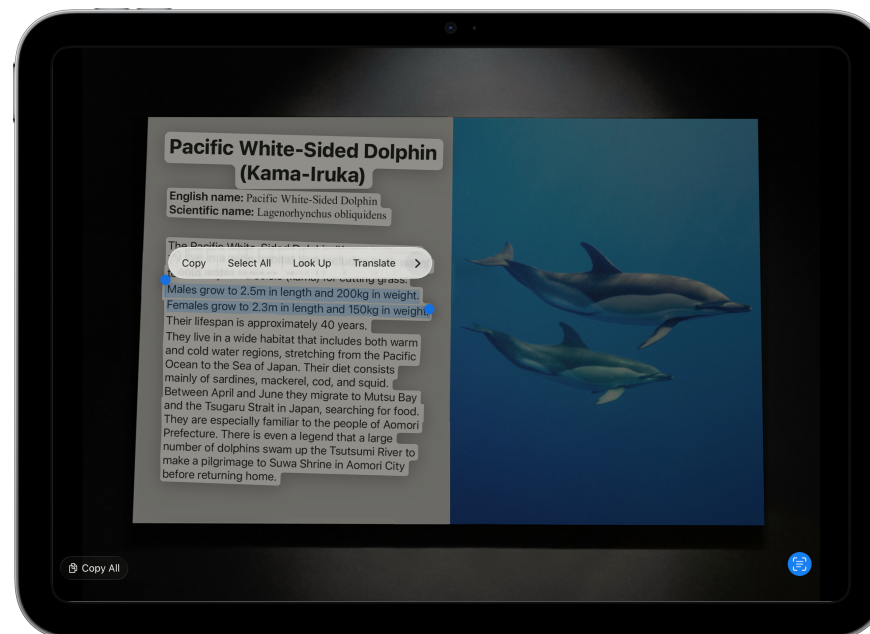 Pacific White-Sided Dolphin
(Kama-Iruka)
English name: Pacific White-Sided Dolphin
Scientific name: Lagenorhynchus obliquidens
The Pacific White-Sided Dolphin
Copy Select All Look Up Translate
(kama) for cutting grass.
Males grow to 2.5m in length and 200kg in weight.
Females grow to 2.3m in length and 150kg in weight.
Their lifespan is approximately 40 years.
They live in a wide habitat that includes both warm
and cold water regions, stretching from the Pacific
Ocean to the Sea of Japan. Their diet consists
mainly of sardines, mackerel, cod, and squid.
Between April and June they migrate to Mutsu Bay
and the Tsugaru Strait in Japan, searching for food.
They are especially familiar to the people of Aomori
Prefecture. There is even a legend that a large
number of dolphins swam up the Tsutsumi River to
make a pilgrimage to Suwa Shrine in Aomori City
before returning home.
Copy All